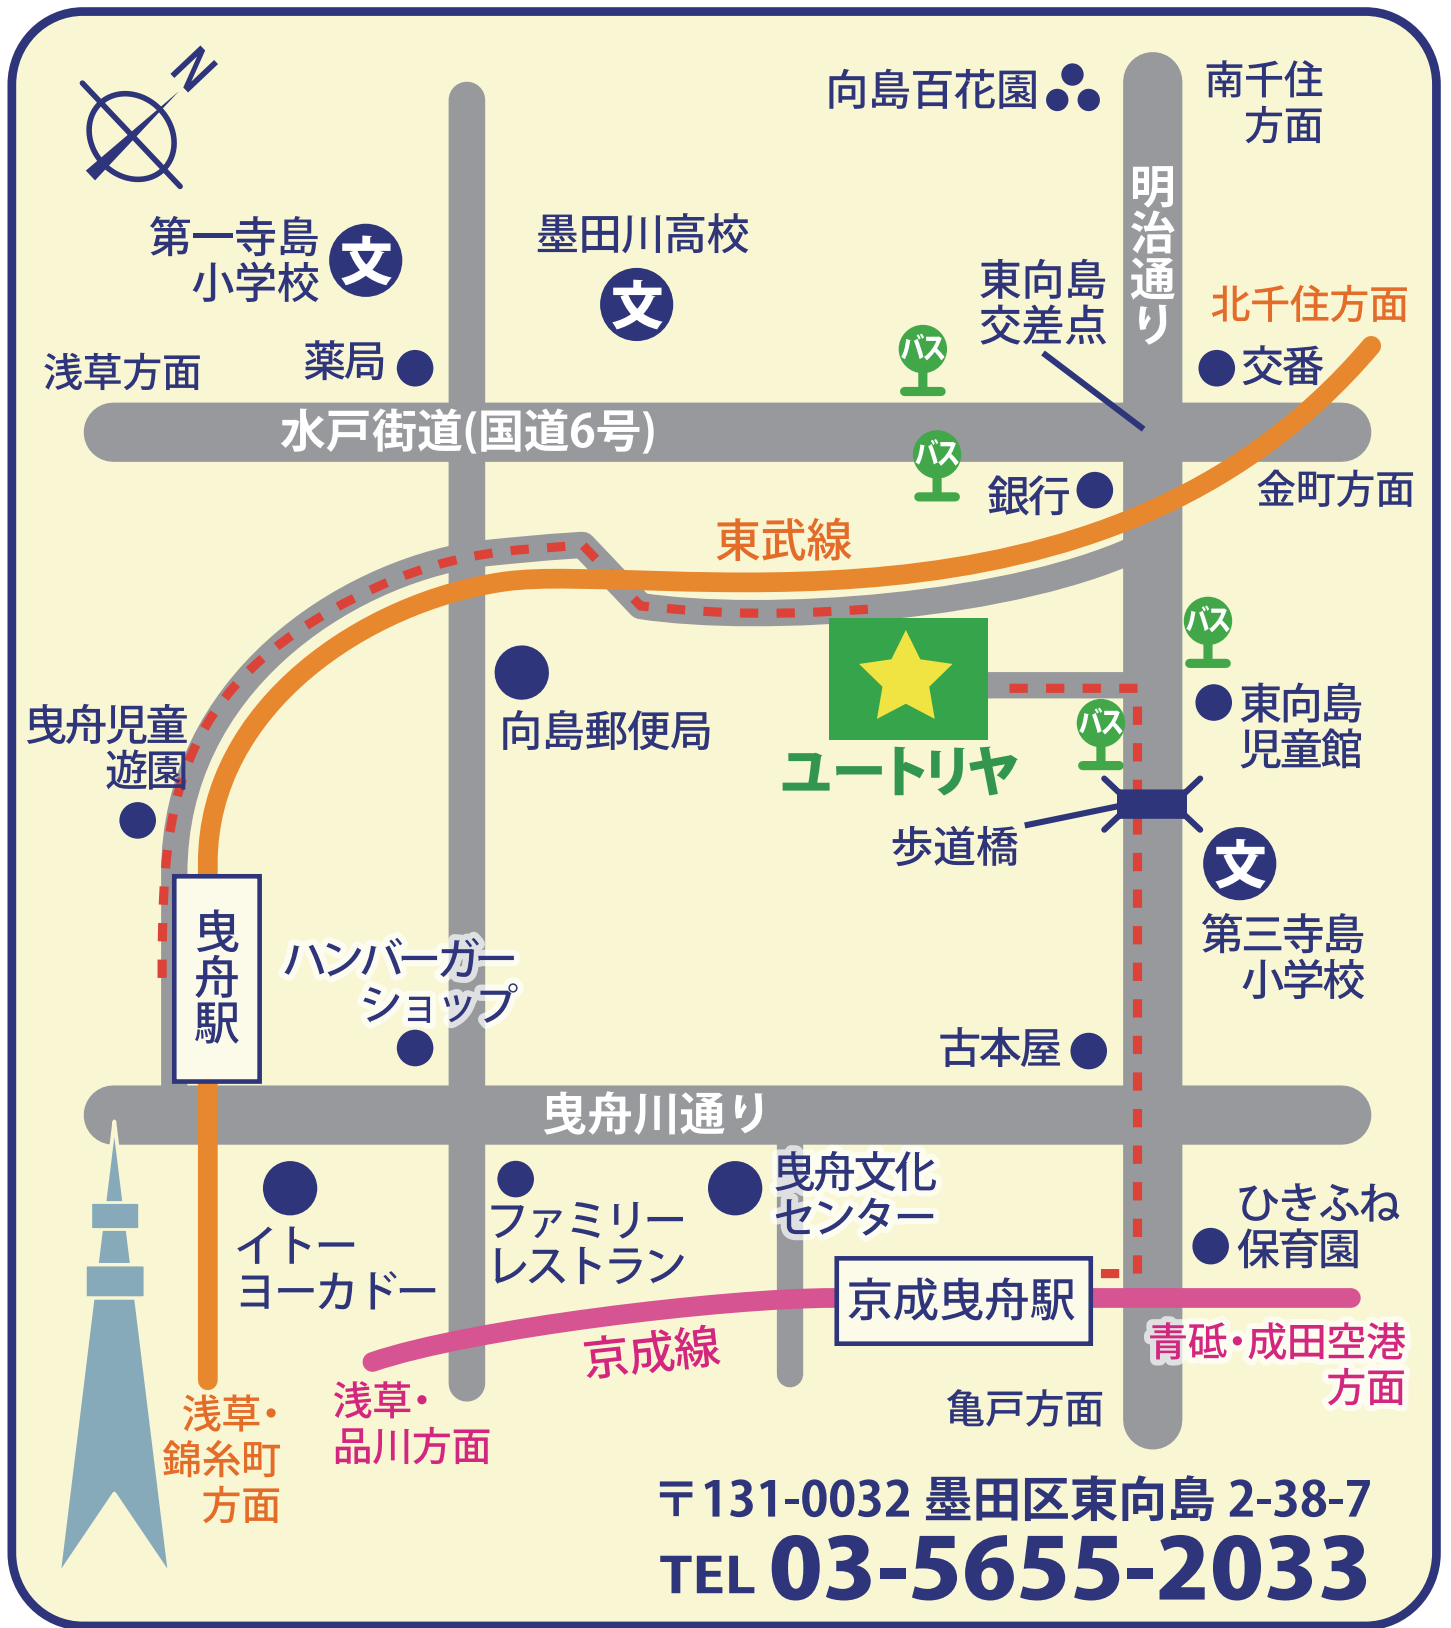 N
向島百花園
南千住
方面
明治通り
第一寺島
小学校
文
墨田川高校
文
東向島
交差点
北千住方面
浅草方面
薬局
バス
交番
水戸街道(国道6号)
バス
銀行
金町方面
東武線
バス
曳舟児童
遊園
向島郵便局
ユートリヤ
バス
東向島
児童館
歩道橋
文
第三寺島
小学校
曳舟駅
ハンバーガー
ショップ
古本屋
曳舟川通り
イトー
ヨーカドー
ファミリー
レストラン
曳舟文化
センター
ひきふね
保育園
京成曳舟駅
京成線
青砥・成田空港
方面
浅草・
錦糸町
方面
浅草・
品川方面
亀戸方面
〒131-0032 墨田区東向島 2-38-7
TEL 03-5655-2033